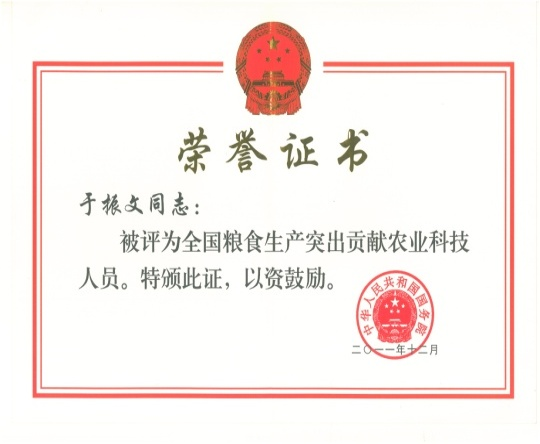 荣誉证书
于振文同志：
被评为全国粮食生产突出贡献农业科技
人员。特颁此证，以资鼓励。
中华人民共和国国务院
二〇一一年十二月